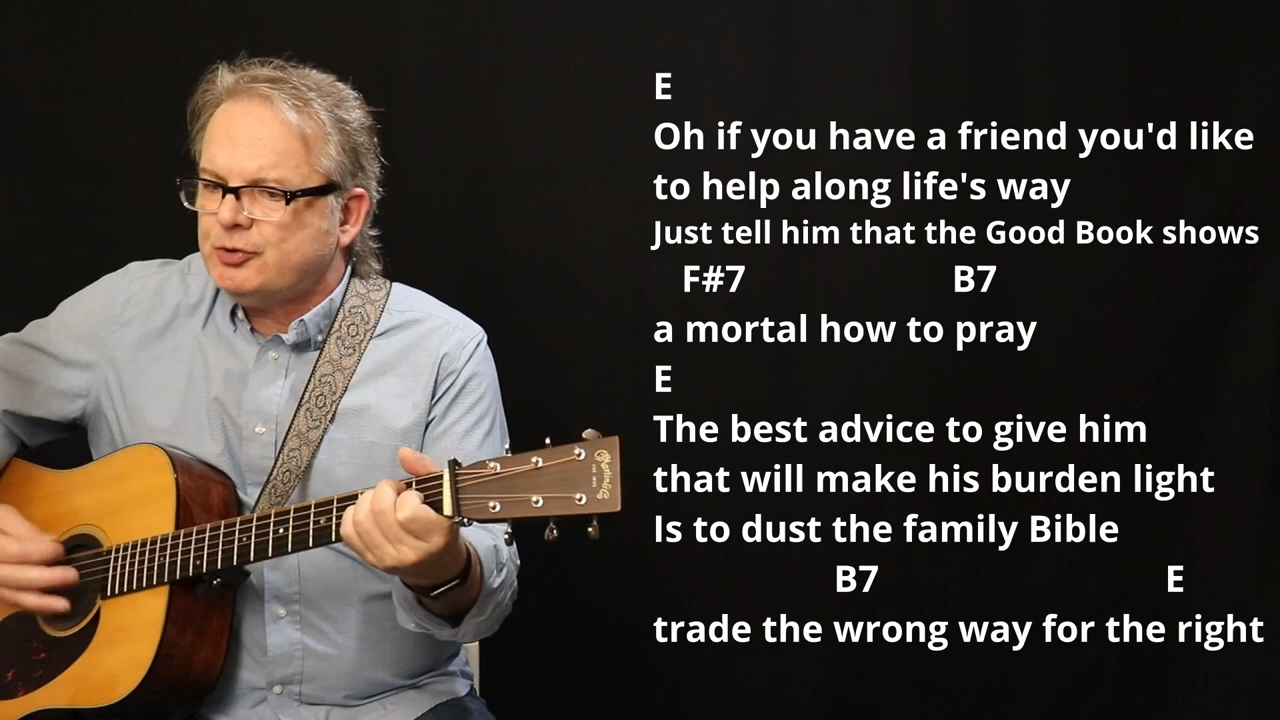 E
Oh if you have a friend you'd like
to help along life's way
Just tell him that the Good Book shows
F#7 B7
a mortal how to pray
E
The best advice to give him
that will make his burden light
Is to dust the family Bible
B7 E
trade the wrong way for the right